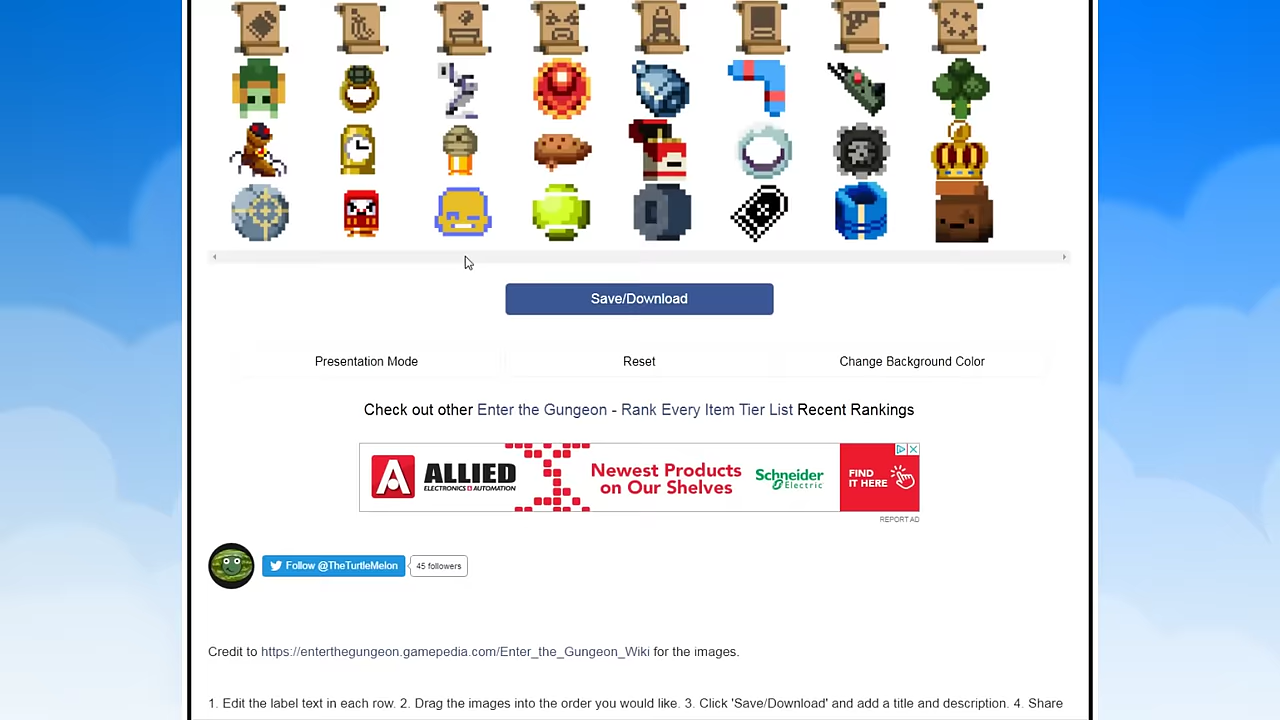 Save/Download
Presentation Mode
Reset
Change Background Color
Check out other Enter the Gungeon - Rank Every Item Tier List Recent Rankings
A ALLIED
ELECTRONICS & AUTOMATION
Newest Products
on Our Shelves
Schneider
Electric
FIND
IT HERE
REPORT AD
Follow @TheTurtleMelon
45 followers
Credit to https://enterthegungeon.gamepedia.com/Enter_the_Gungeon_Wiki for the images.
1. Edit the label text in each row. 2. Drag the images into the order you would like. 3. Click 'Save/Download' and add a title and description. 4. Share